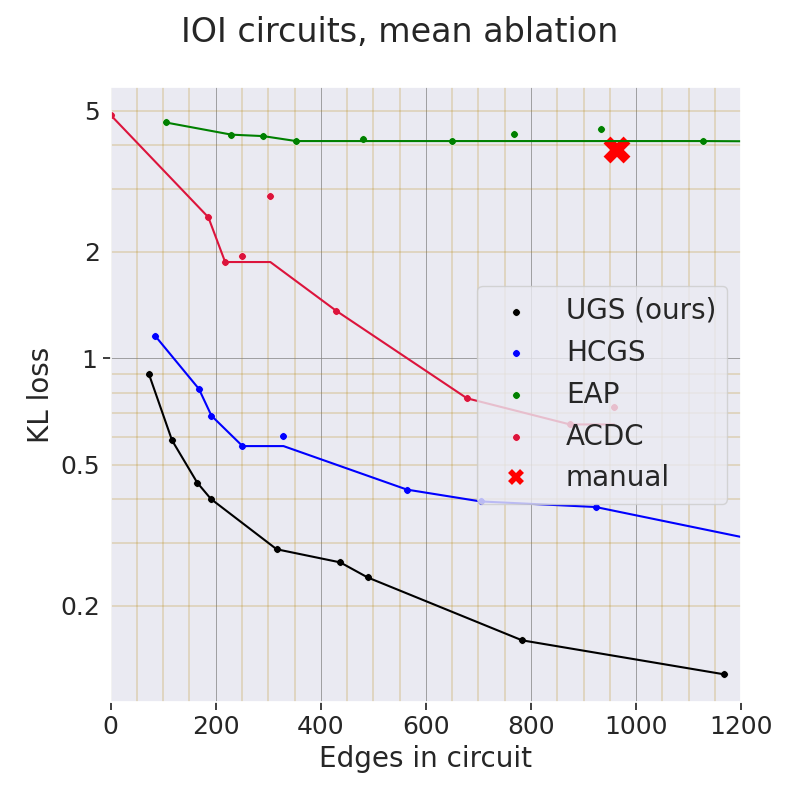 IOI circuits, mean ablation
5
2
1
0.5
0.2
KL loss
UGS (ours)
HCGS
EAP
ACDC
manual
0 200 400 600 800 1000 1200
Edges in circuit